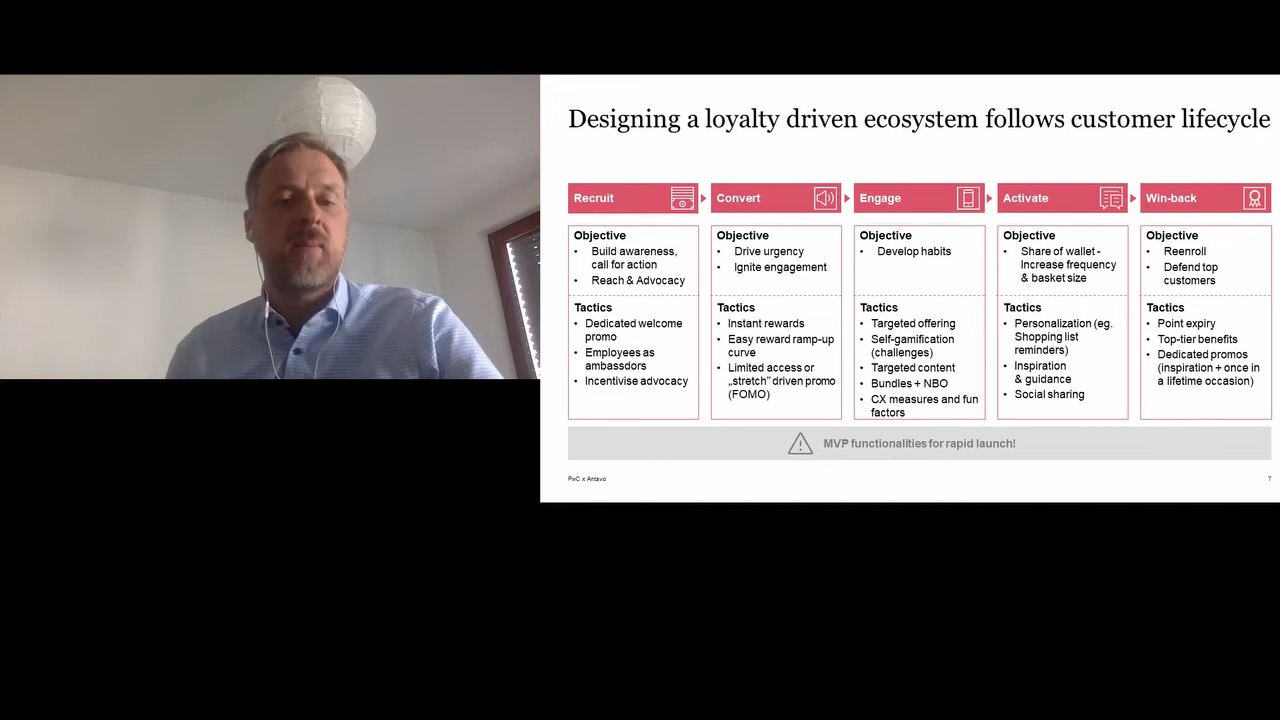 Designing a loyalty driven ecosystem follows customer lifecycle
Recruit
Objective
• Build awareness,
call for action
• Reach & Advocacy
Tactics
• Dedicated welcome
promo
• Employees as
ambassdors
• Incentivise advocacy
Convert
Objective
• Drive urgency
• Ignite engagement
Tactics
• Instant rewards
• Easy reward ramp-up
curve
• Limited access or
„stretch” driven promo
(FOMO)
Engage
Objective
• Develop habits
Tactics
• Targeted offering
• Self-gamification
(challenges)
• Targeted content
• Bundles + NBO
• CX measures and fun
factors
Activate
Objective
• Share of wallet -
Increase frequency
& basket size
Tactics
• Personalization (eg.
Shopping list
reminders)
• Inspiration
& guidance
• Social sharing
Win-back
Objective
• Reenroll
• Defend top
customers
Tactics
• Point expiry
• Top-tier benefits
• Dedicated promos
(inspiration + once in
a lifetime occasion)
MVP functionalities for rapid launch!
PwC x Antavo
7